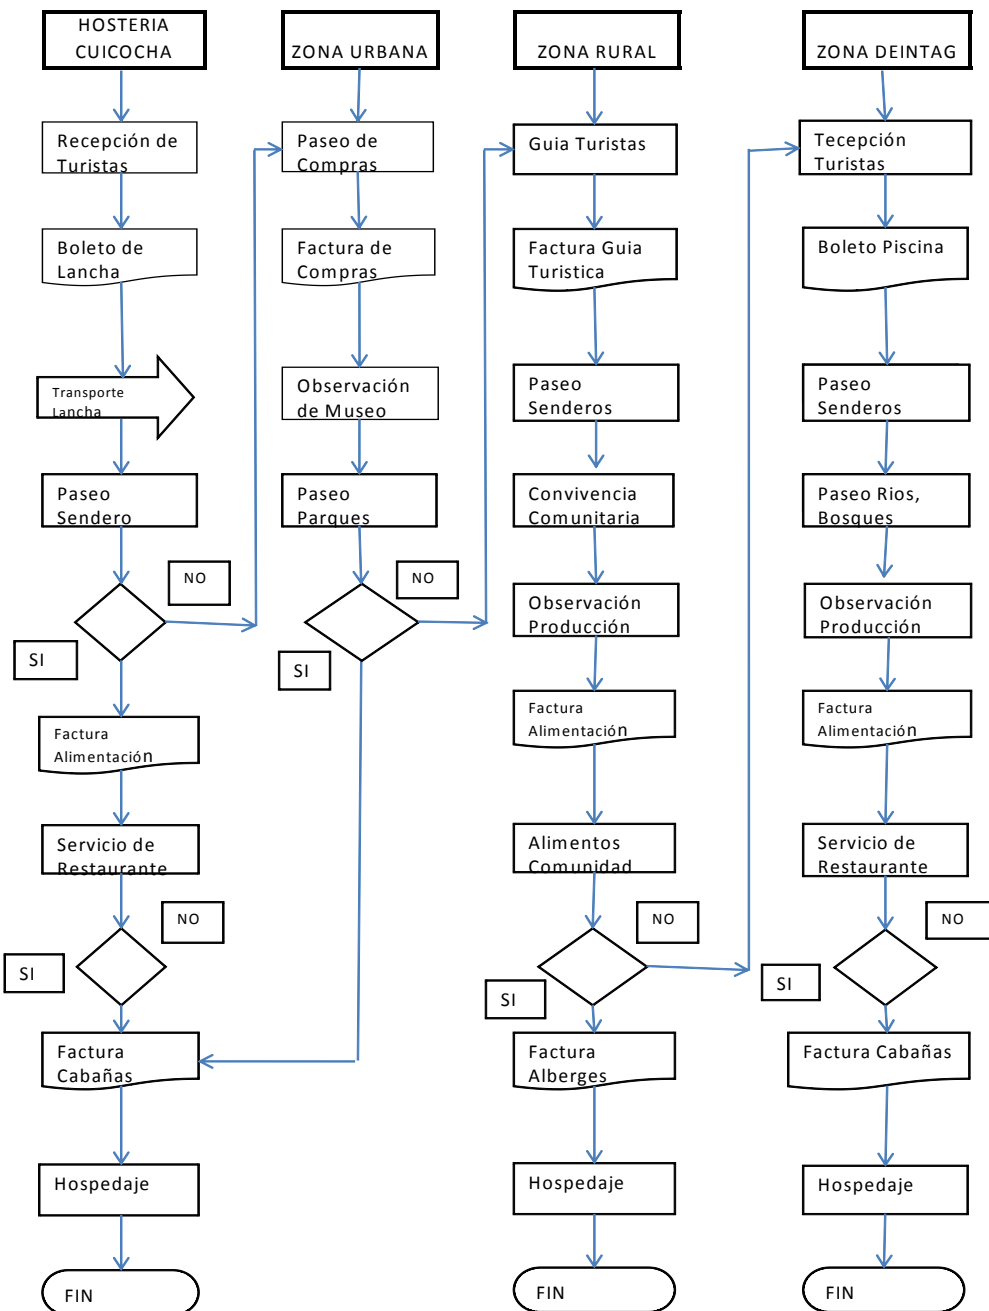 HOSTERIA
CUICOCHA
Recepción de
Turistas
Boleto de
Lancha
Transporte
Lancha
Paseo
Sendero
NO
SI
Factura
Alimentación
Servicio de
Restaurante
NO
SI
Factura
Cabañas
Hospedaje
FIN
ZONA URBANA
Paseo de
Compras
Factura de
Compras
Observación
de Museo
Paseo
Parques
NO
SI
ZONA RURAL
Guia Turistas
Factura Guia
Turistica
Paseo
Senderos
Convivencia
Comunitaria
Observación
Producción
Factura
Alimentación
Alimentos
Comunidad
NO
SI
Factura
Alberges
Hospedaje
FIN
ZONA DEINTAG
Tecepción
Turistas
Boleto Piscina
Paseo
Senderos
Paseo Rios,
Bosques
Observación
Producción
Factura
Alimentación
Servicio de
Restaurante
NO
SI
Factura Cabañas
Hospedaje
FIN